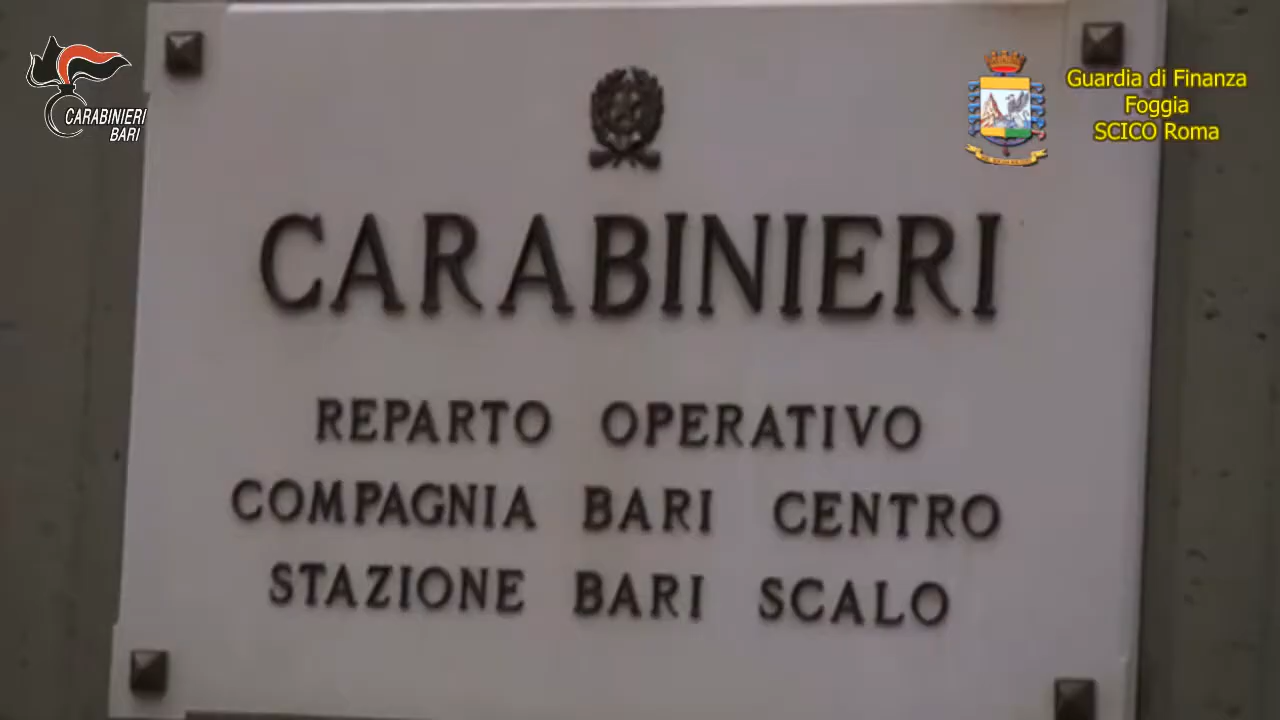 CARABINIERI
BARI
Guardia di Finanza
Foggia
SCICO Roma
CARABINIERI
REPARTO OPERATIVO
COMPAGNIA BARI CENTRO
STAZIONE BARI SCALO